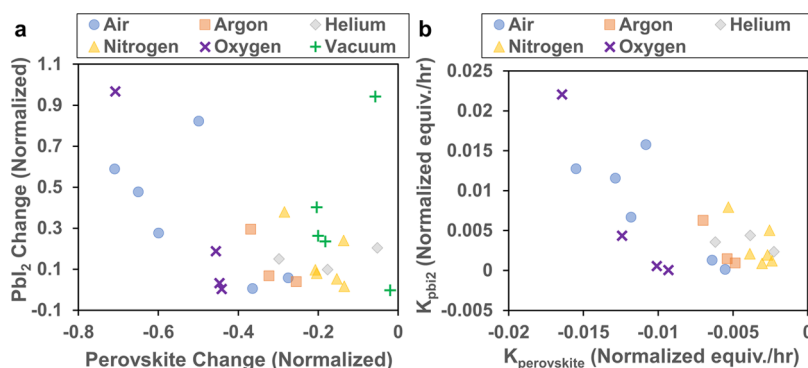 a
Air Argon Helium
Nitrogen Oxygen Vacuum
PbI2 Change (Normalized)
1.1
0.9
0.7
0.5
0.3
0.1
-0.1
-0.8 -0.6 -0.4 -0.2 0
Perovskite Change (Normalized)
b
Air Argon Helium
Nitrogen Oxygen
Kpbi2 (Normalized equiv./hr)
0.025
0.02
0.015
0.01
0.005
0
-0.005
-0.02 -0.015 -0.01 -0.005 0
Kperovskite (Normalized equiv./hr)